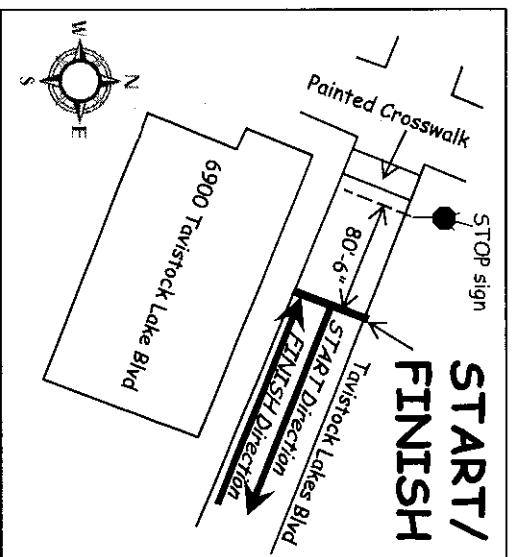 START/
FINISH
STOP sign
Painted Crosswalk
80'-6"
Tavistock Lakes Blvd
START Direction
FINISH Direction
6900 Tavistock Lake Blvd
N
W
E
S